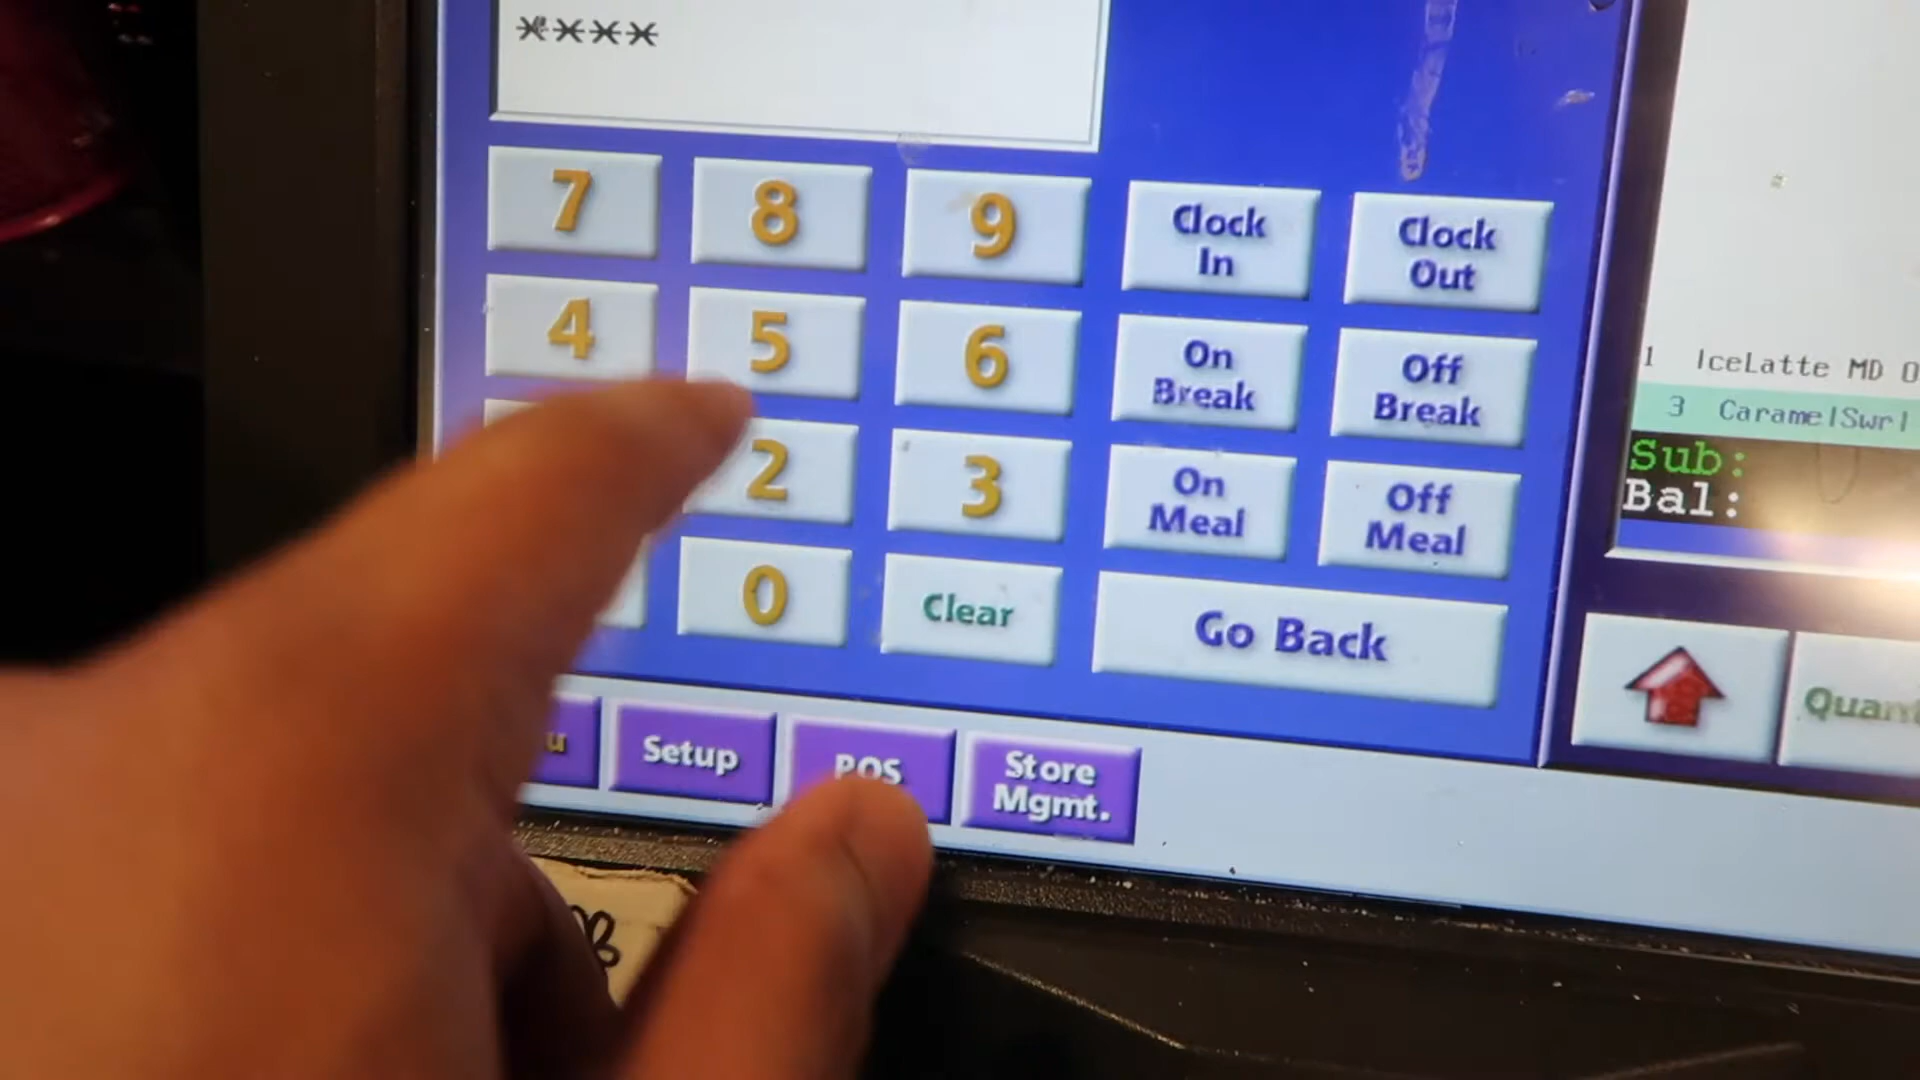 ****
7 8 9 Clock In Clock Out
4 5 6 On Break Off Break
2 3 On Meal Off Meal
0 Clear Go Back
u Setup POS Store Mgmt.
1 IceLatte MD
3 CaramelSwrl
Sub:
Bal:
Quant